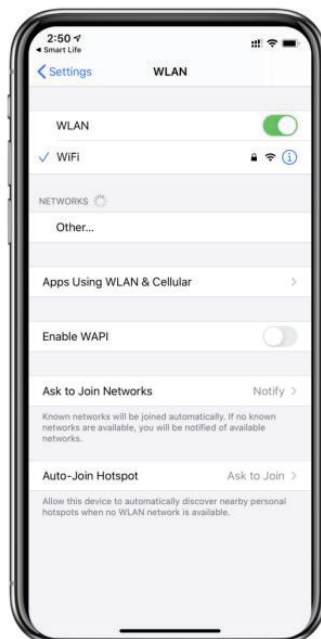 2:50
Smart Life
Settings
WLAN
WLAN
WiFi
NETWORKS
Other...
Apps Using WLAN & Cellular
Enable WAPI
Ask to Join Networks Notify
Known networks will be joined automatically. If no known
networks are available, you will be notified of available
networks.
Auto-Join Hotspot Ask to Join
Allow this device to automatically discover nearby personal
hotspots when no WLAN network is available.